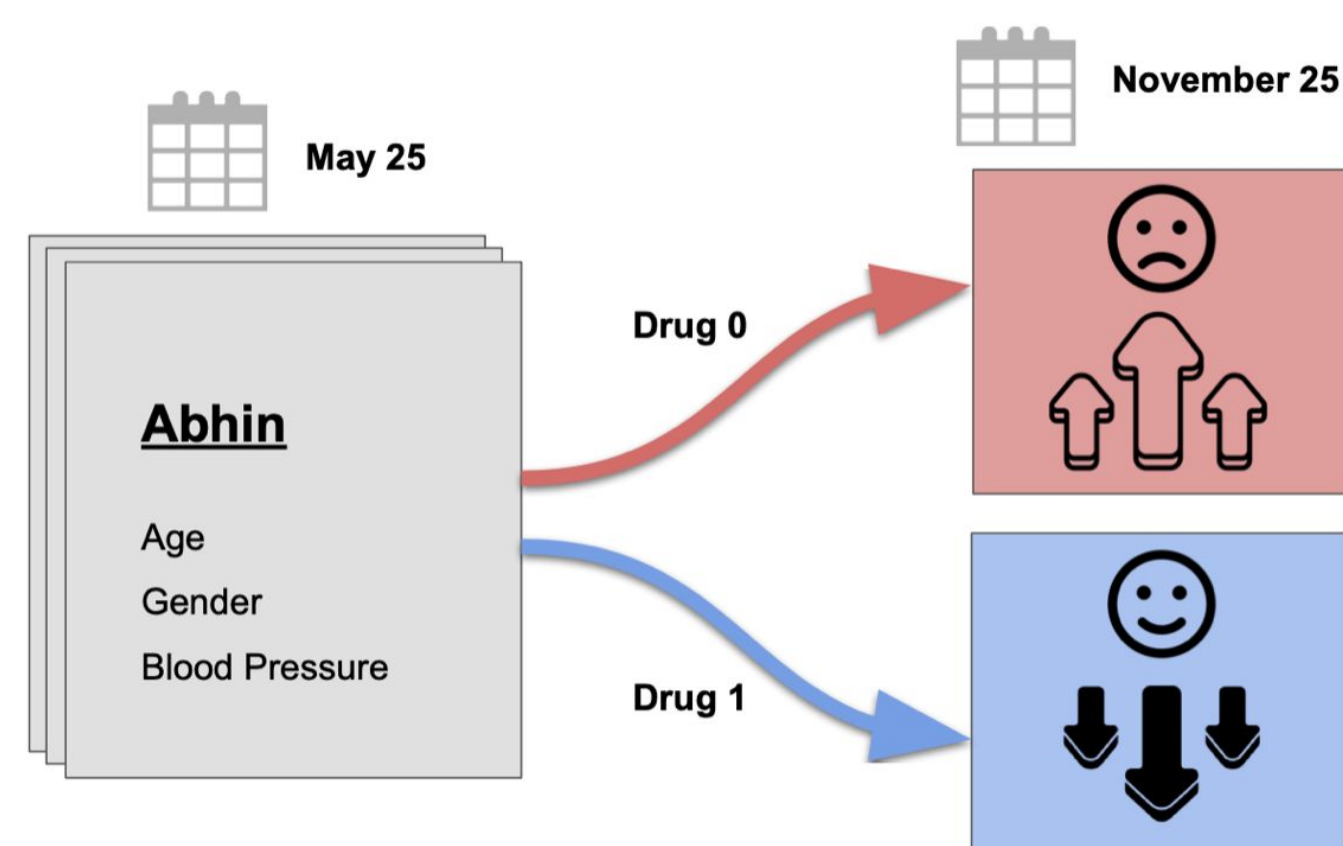 May 25
November 25
Abhin
Age
Gender
Blood Pressure
Drug 0
Drug 1